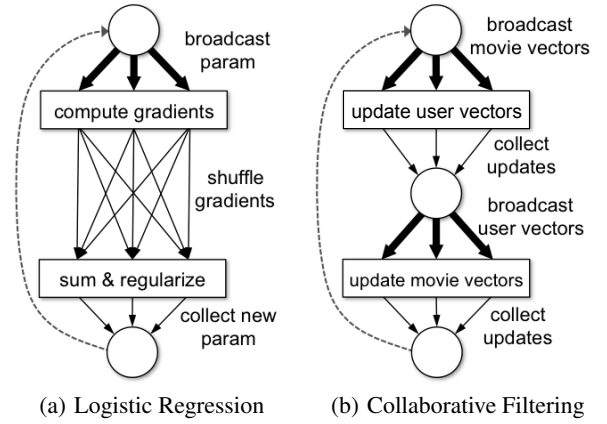 broadcast
param
compute gradients
shuffle
gradients
sum & regularize
collect new
param
(a) Logistic Regression
broadcast
movie vectors
update user vectors
collect
updates
broadcast
user vectors
update movie vectors
collect
updates
(b) Collaborative Filtering